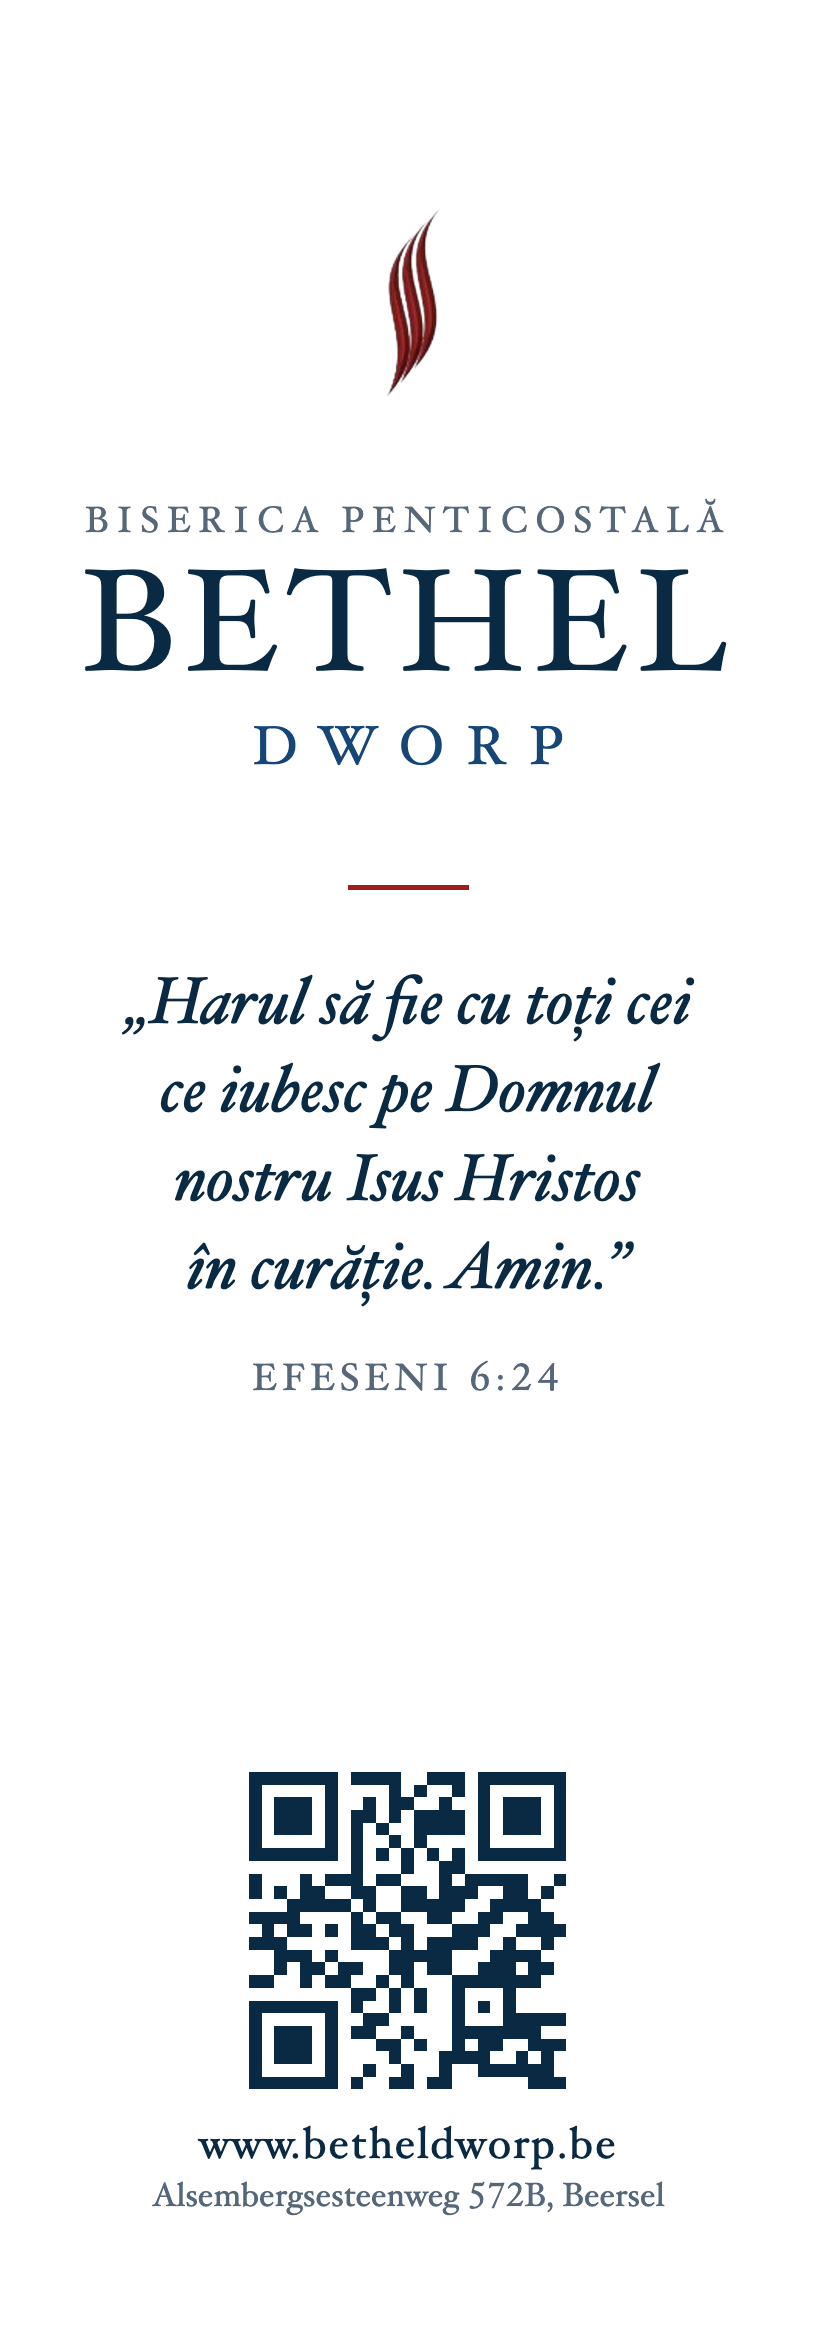 BISERICA PENTICOSTALĂ
BETHEL
DWORP
„Harul să fie cu toți cei
ce iubesc pe Domnul
nostru Isus Hristos
în curăție. Amin.”
EFESENI 6:24
www.betheldworp.be
Alsembergsesteenweg 572B, Beersel